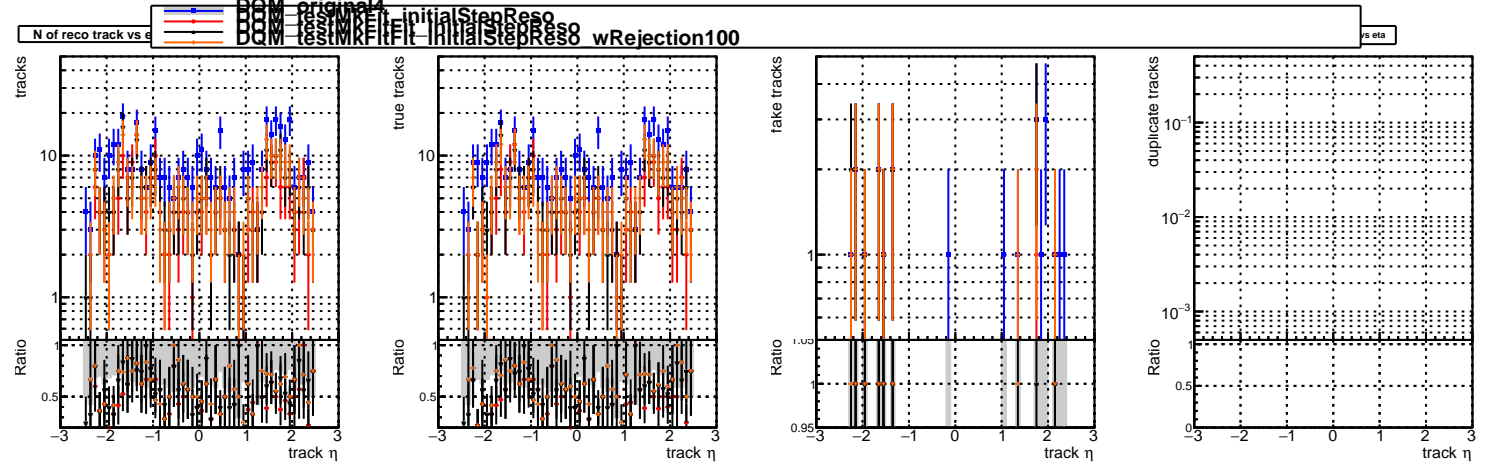 DQM_original4
DQM_testMkFit_initialStepReso
DQM_testMkFitFit_initialStepReso
DQM_testMkFitFit_initialStepReso_wRejection100
N of reco track vs e
vs eta
tracks
10
1
Ratio
1
0.5
−3 −2 −1 0 1 2 3
track η
true tracks
10
1
Ratio
1
0.5
−3 −2 −1 0 1 2 3
track η
fake tracks
1
Ratio
1.05
1
0.95
−3 −2 −1 0 1 2 3
track η
duplicate tracks
10−1
10−2
10−3
Ratio
1
0.5
0
−3 −2 −1 0 1 2 3
track η